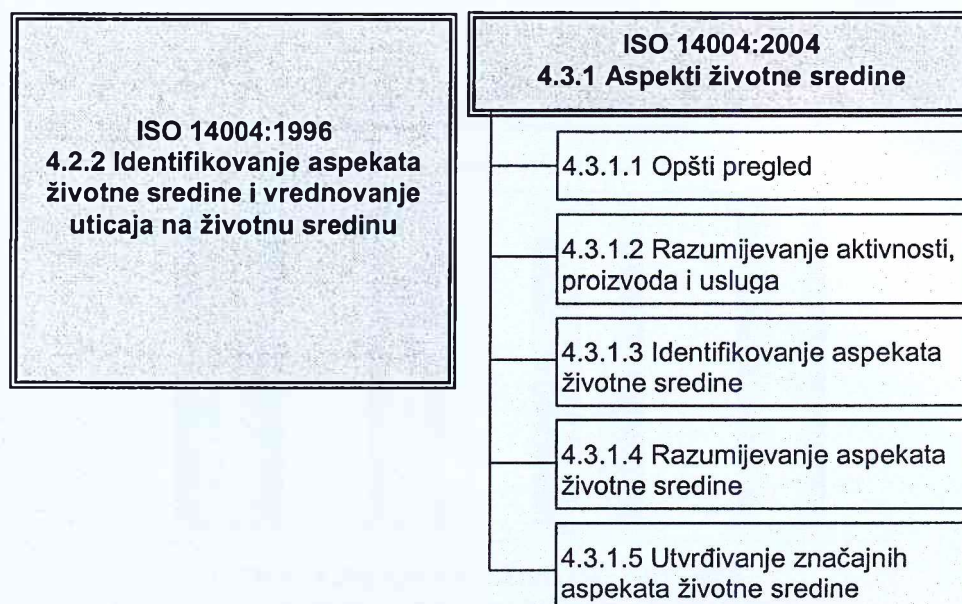 ISO 14004:1996
4.2.2 Identifikovanje aspekata
životne sredine i vrednovanje
uticaja na životnu sredinu
ISO 14004:2004
4.3.1 Aspekti životne sredine
4.3.1.1 Opšti pregled
4.3.1.2 Razumijevanje aktivnosti,
proizvoda i usluga
4.3.1.3 Identifikovanje aspekata
životne sredine
4.3.1.4 Razumijevanje aspekata
životne sredine
4.3.1.5 Utvrđivanje značajnih
aspekata životne sredine